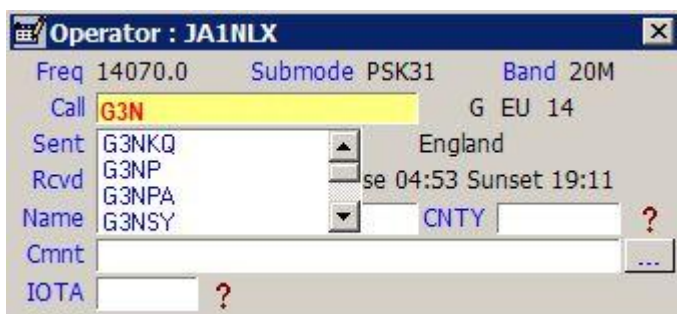 Operator : JA1NLX
Freq 14070.0 Submode PSK31 Band 20M
Call G3N G EU 14
Sent G3NKQ England
Rcvd G3NP se 04:53 Sunset 19:11
G3NPA
Name G3NSY CNTY ?
Cmnt ...
IOTA ?